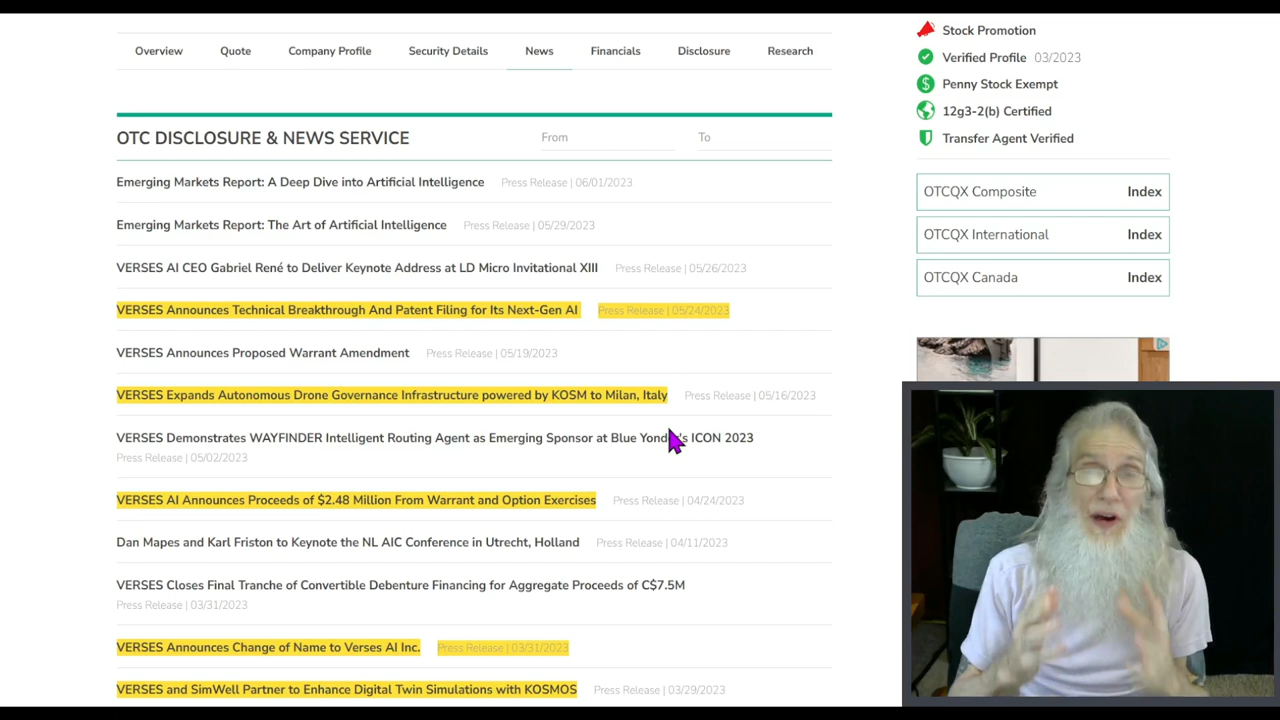 Overview Quote Company Profile Security Details News Financials Disclosure Research
OTC DISCLOSURE & NEWS SERVICE From To
Emerging Markets Report: A Deep Dive into Artificial Intelligence Press Release | 06/01/2023
Emerging Markets Report: The Art of Artificial Intelligence Press Release | 05/29/2023
VERSES AI CEO Gabriel René to Deliver Keynote Address at LD Micro Invitational XIII Press Release | 05/26/2023
VERSES Announces Technical Breakthrough And Patent Filing for Its Next-Gen AI Press Release | 05/24/2023
VERSES Announces Proposed Warrant Amendment Press Release | 05/19/2023
VERSES Expands Autonomous Drone Governance Infrastructure powered by KOSM to Milan, Italy Press Release | 05/16/2023
VERSES Demonstrates WAYFINDER Intelligent Routing Agent as Emerging Sponsor at Blue ICON 2023
Press Release | 05/02/2023
VERSES AI Announces Proceeds of $2.48 Million From Warrant and Option Exercises Press Release | 04/24/2023
Dan Mapes and Karl Friston to Keynote the NL AIC Conference in Utrecht, Holland Press Release | 04/11/2023
VERSES Closes Final Tranche of Convertible Debenture Financing for Aggregate Proceeds of C$7.5M
Press Release | 03/31/2023
VERSES Announces Change of Name to Verses AI Inc. Press Release | 03/31/2023
VERSES and SimWell Partner to Enhance Digital Twin Simulations with KOSMOS Press Release | 03/29/2023
Stock Promotion
Verified Profile 03/2023
Penny Stock Exempt
12g3-2(b) Certified
Transfer Agent Verified
OTCQX Composite Index
OTCQX International Index
OTCQX Canada Index